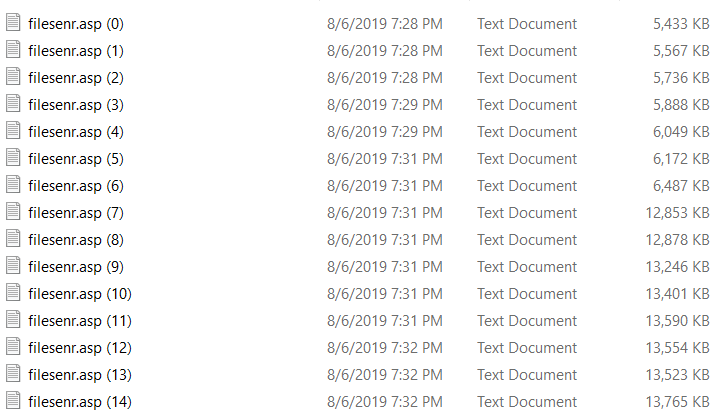 filesenr.asp (0) 8/6/2019 7:28 PM Text Document 5,433 KB
filesenr.asp (1) 8/6/2019 7:28 PM Text Document 5,567 KB
filesenr.asp (2) 8/6/2019 7:28 PM Text Document 5,736 KB
filesenr.asp (3) 8/6/2019 7:29 PM Text Document 5,888 KB
filesenr.asp (4) 8/6/2019 7:29 PM Text Document 6,049 KB
filesenr.asp (5) 8/6/2019 7:31 PM Text Document 6,172 KB
filesenr.asp (6) 8/6/2019 7:31 PM Text Document 6,487 KB
filesenr.asp (7) 8/6/2019 7:31 PM Text Document 12,853 KB
filesenr.asp (8) 8/6/2019 7:31 PM Text Document 12,878 KB
filesenr.asp (9) 8/6/2019 7:31 PM Text Document 13,246 KB
filesenr.asp (10) 8/6/2019 7:31 PM Text Document 13,401 KB
filesenr.asp (11) 8/6/2019 7:31 PM Text Document 13,590 KB
filesenr.asp (12) 8/6/2019 7:32 PM Text Document 13,554 KB
filesenr.asp (13) 8/6/2019 7:32 PM Text Document 13,523 KB
filesenr.asp (14) 8/6/2019 7:32 PM Text Document 13,765 KB